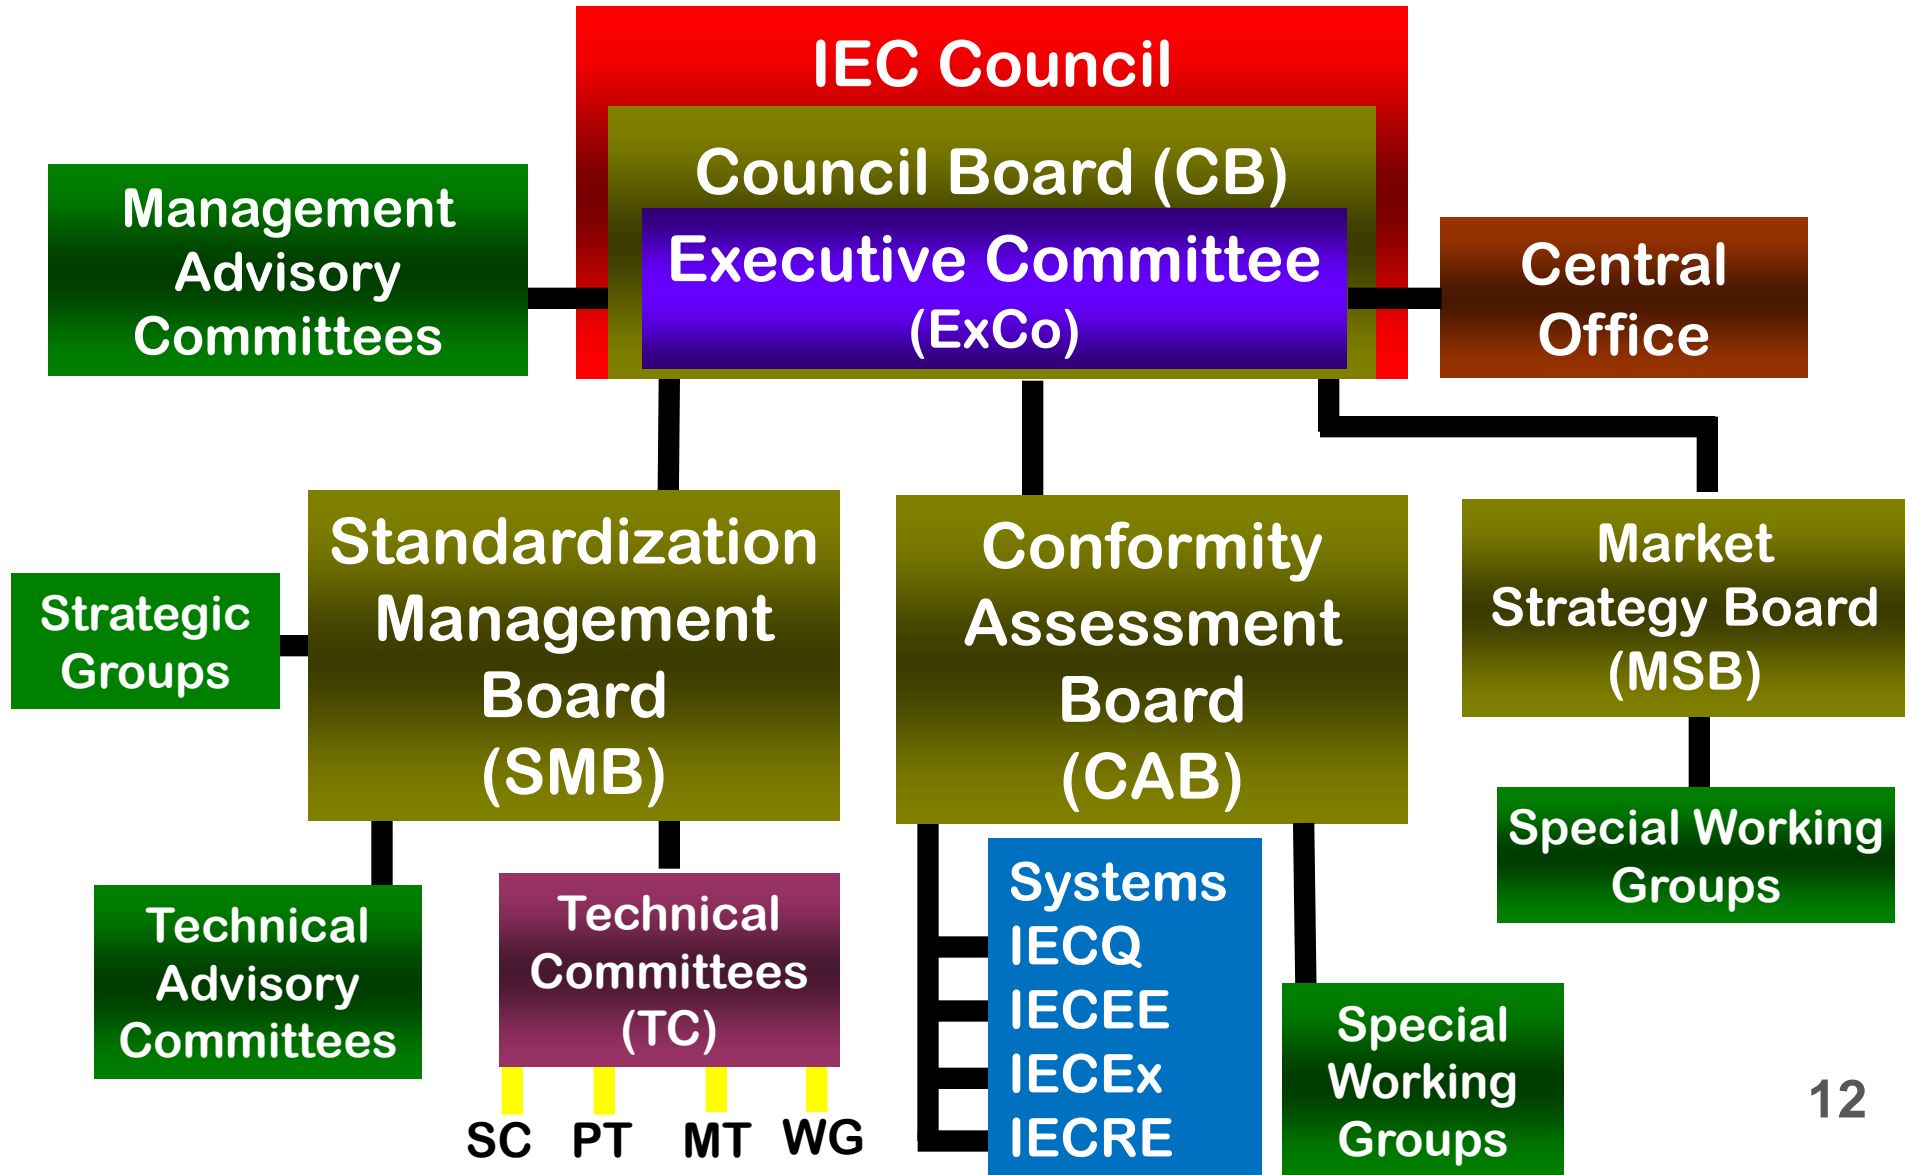 IEC Council
Council Board (CB)
Executive Committee
(ExCo)
Management
Advisory
Committees
Central
Office
Standardization
Management
Board
(SMB)
Strategic
Groups
Conformity
Assessment
Board
(CAB)
Market
Strategy Board
(MSB)
Special Working
Groups
Technical
Advisory
Committees
Technical
Committees
(TC)
SC PT MT WG
Systems
IECQ
IECEE
IECEx
IECRE
Special
Working
Groups
12